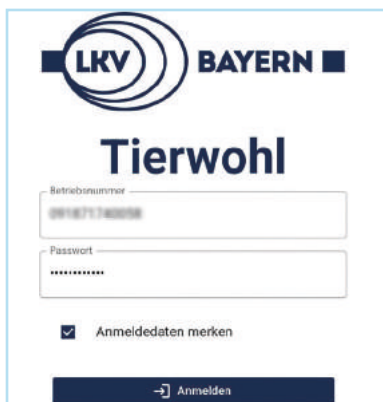 LKV BAYERN
Tierwohl
Betriebsnummer
Passwort
••••••••••••
Anmeldedaten merken
Anmelden